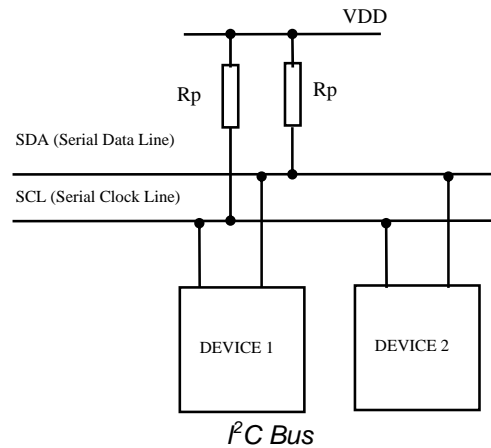 VDD
Rp
Rp
SDA (Serial Data Line)
SCL (Serial Clock Line)
DEVICE 1
DEVICE 2
I²C Bus